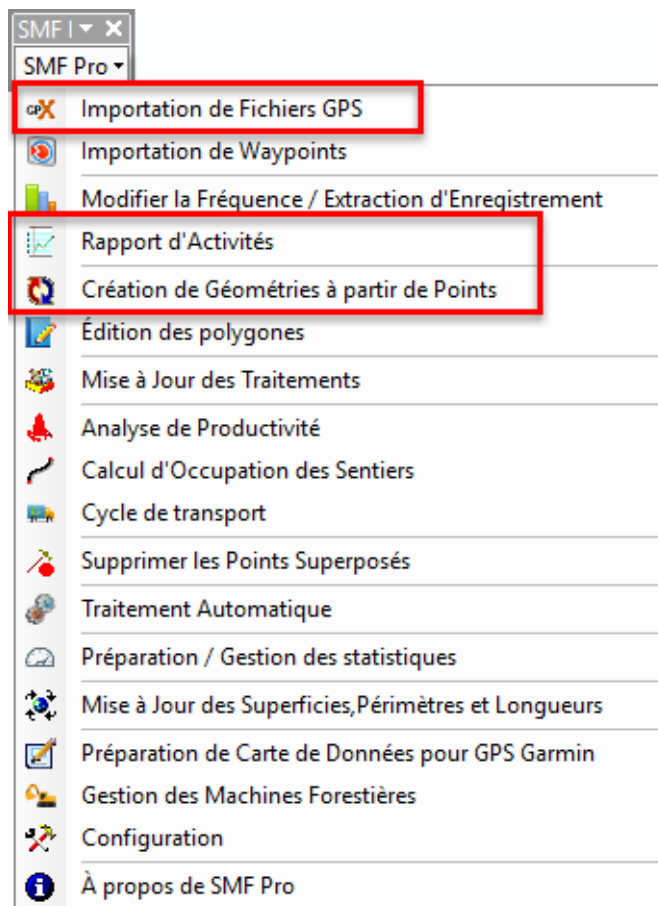 SMF
SMF Pro
GPX Importation de Fichiers GPS
Importation de Waypoints
Modifier la Fréquence / Extraction d'Enregistrement
Rapport d'Activités
Création de Géométries à partir de Points
Édition des polygones
Mise à Jour des Traitements
Analyse de Productivité
Calcul d'Occupation des Sentiers
Cycle de transport
Supprimer les Points Superposés
Traitement Automatique
Préparation / Gestion des statistiques
Mise à Jour des Superficies,Périmètres et Longueurs
Préparation de Carte de Données pour GPS Garmin
Gestion des Machines Forestières
Configuration
À propos de SMF Pro